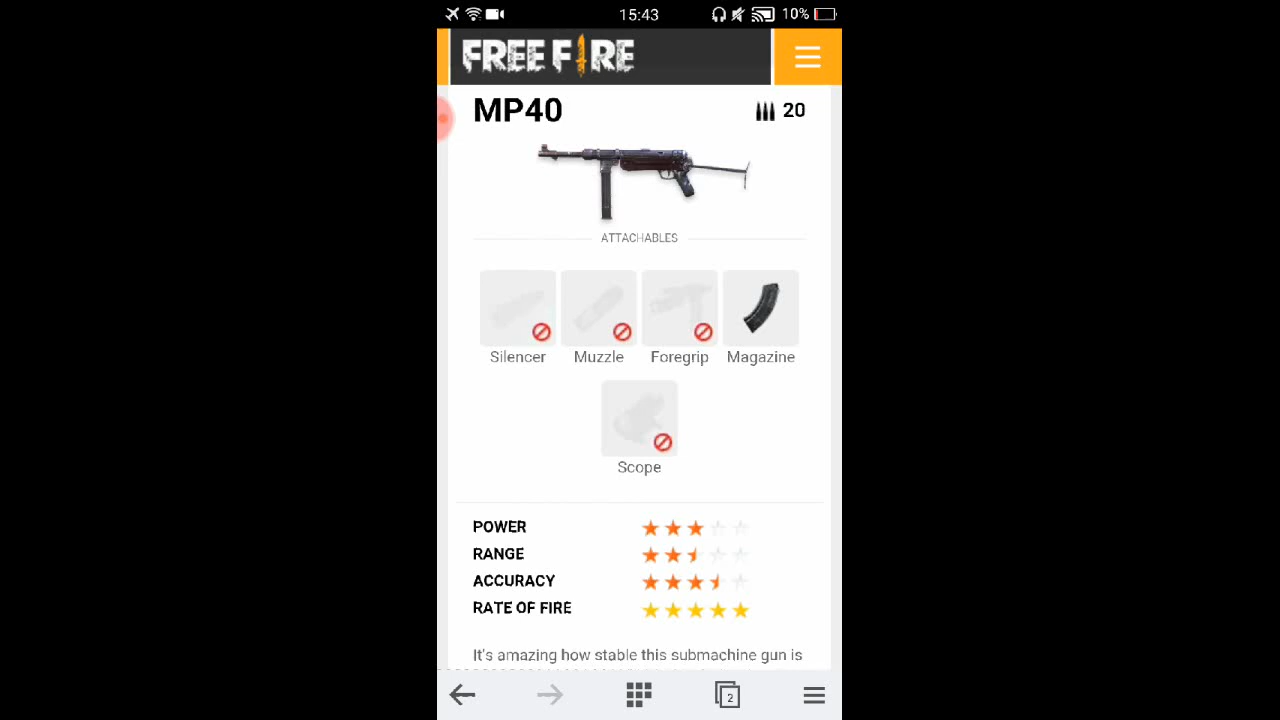 15:43
10%
FREE FIRE
MP40
20
ATTACHABLES
Silencer
Muzzle
Foregrip
Magazine
Scope
POWER
RANGE
ACCURACY
RATE OF FIRE
It's amazing how stable this submachine gun is
2